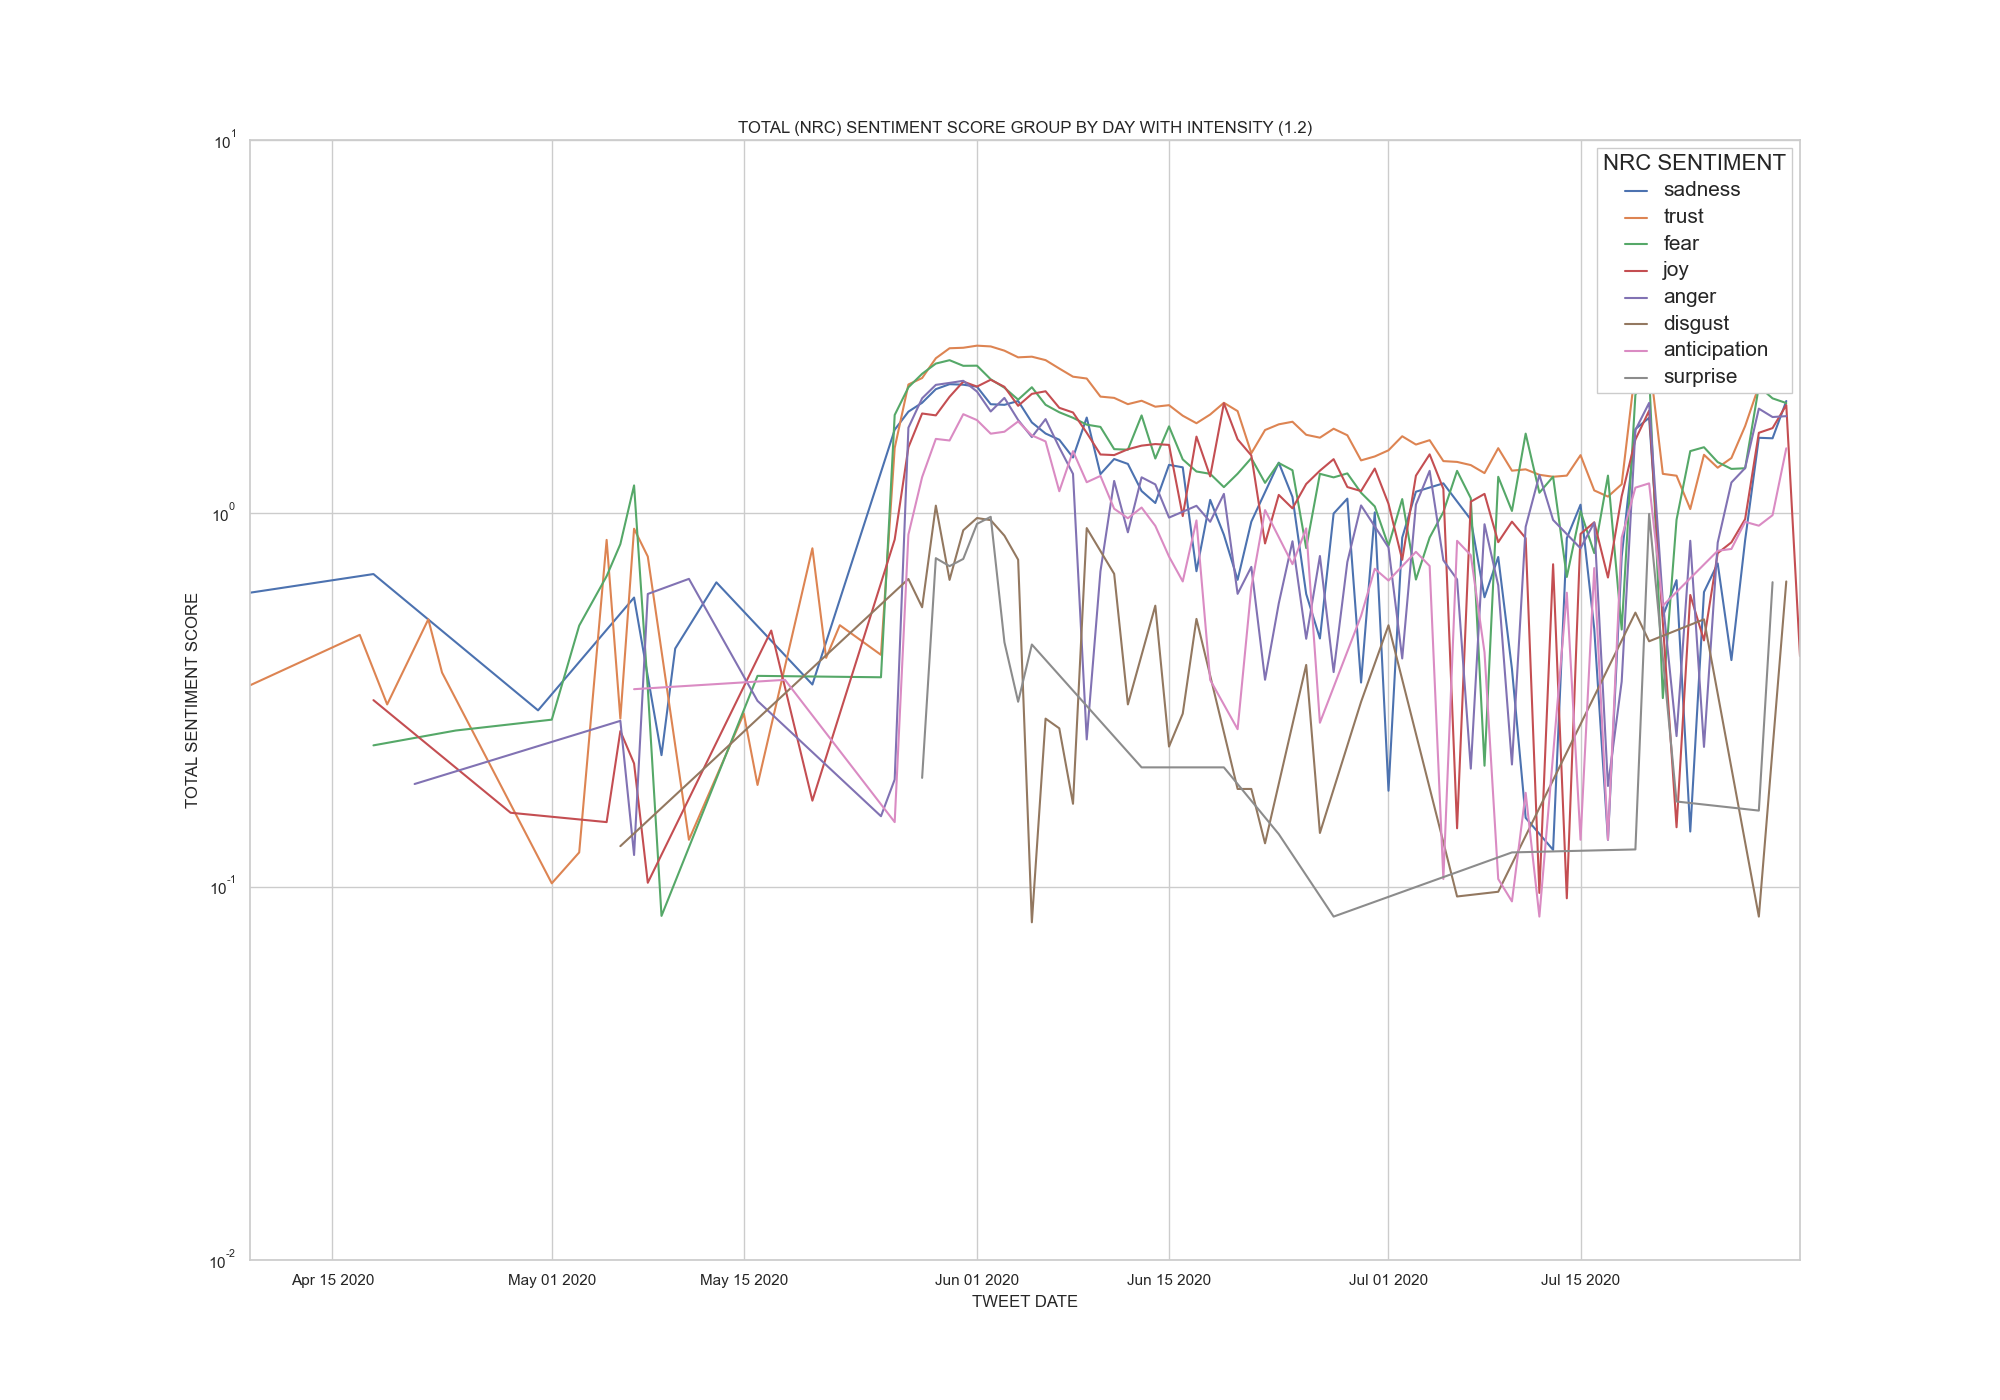 TOTAL (NRC) SENTIMENT SCORE GROUP BY DAY WITH INTENSITY (1.2)
10^1
10^0
10^-1
10^-2
TOTAL SENTIMENT SCORE
NRC SENTIMENT
sadness
trust
fear
joy
anger
disgust
anticipation
surprise
Apr 15 2020 May 01 2020 May 15 2020 Jun 01 2020 Jun 15 2020 Jul 01 2020 Jul 15 2020
TWEET DATE